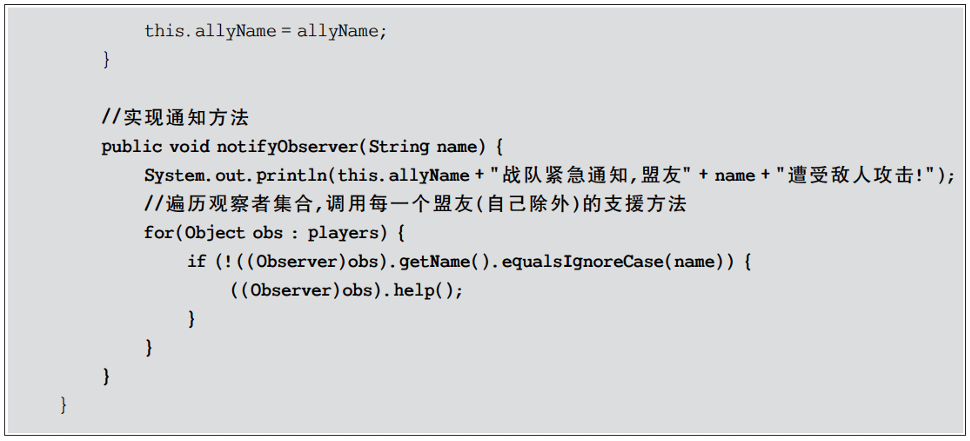 this.allyName = allyName;
}
//实现通知方法
public void notifyObserver(String name) {
System.out.println(this.allyName + "战队紧急通知,盟友" + name + "遭受敌人攻击!");
//遍历观察者集合,调用每一个盟友(自己除外)的支援方法
for(Object obs : players) {
if (!((Observer)obs).getName().equalsIgnoreCase(name)) {
((Observer)obs).help();
}
}
}
}